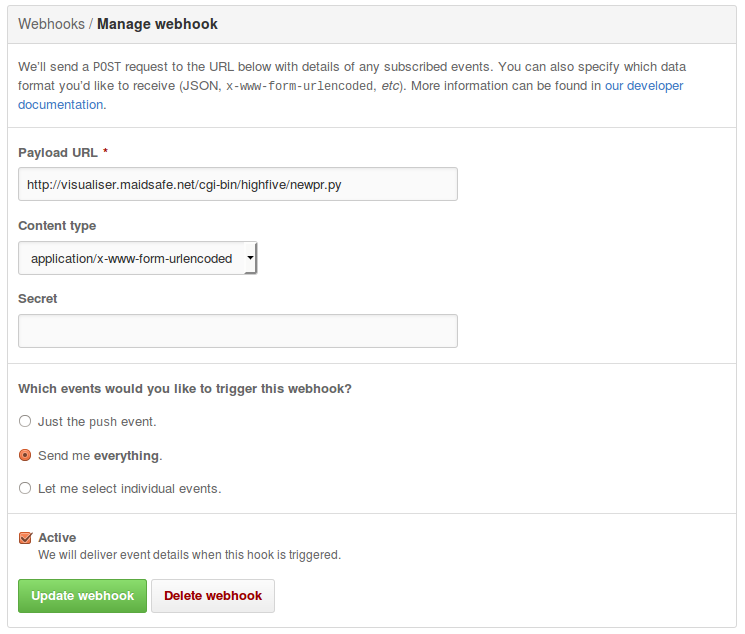 Webhooks / Manage webhook
We'll send a POST request to the URL below with details of any subscribed events. You can also specify which data
format you'd like to receive (JSON, x-www-form-urlencoded, etc). More information can be found in our developer
documentation.
Payload URL *
http://visualiser.maidsafe.net/cgi-bin/highfive/newpr.py
Content type
application/x-www-form-urlencoded
Secret
Which events would you like to trigger this webhook?
Just the push event.
Send me everything.
Let me select individual events.
Active
We will deliver event details when this hook is triggered.
Update webhook Delete webhook